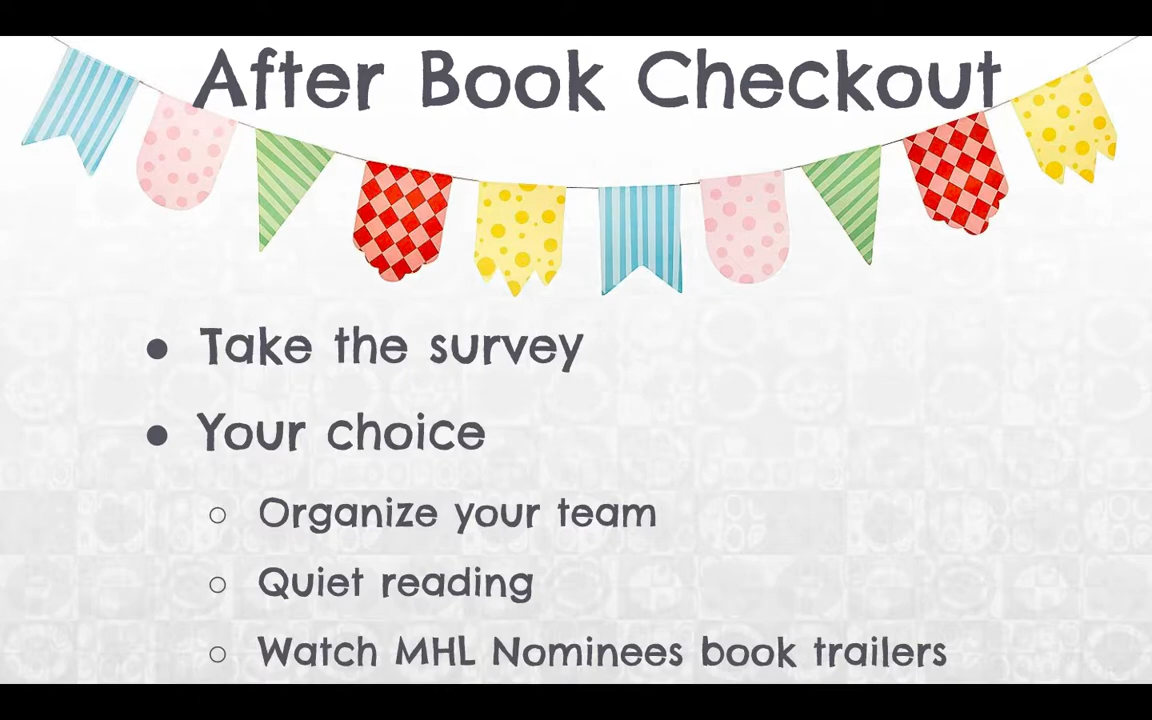 After Book Checkout
● Take the survey
● Your choice
○ Organize your team
○ Quiet reading
○ Watch MHL Nominees book trailers